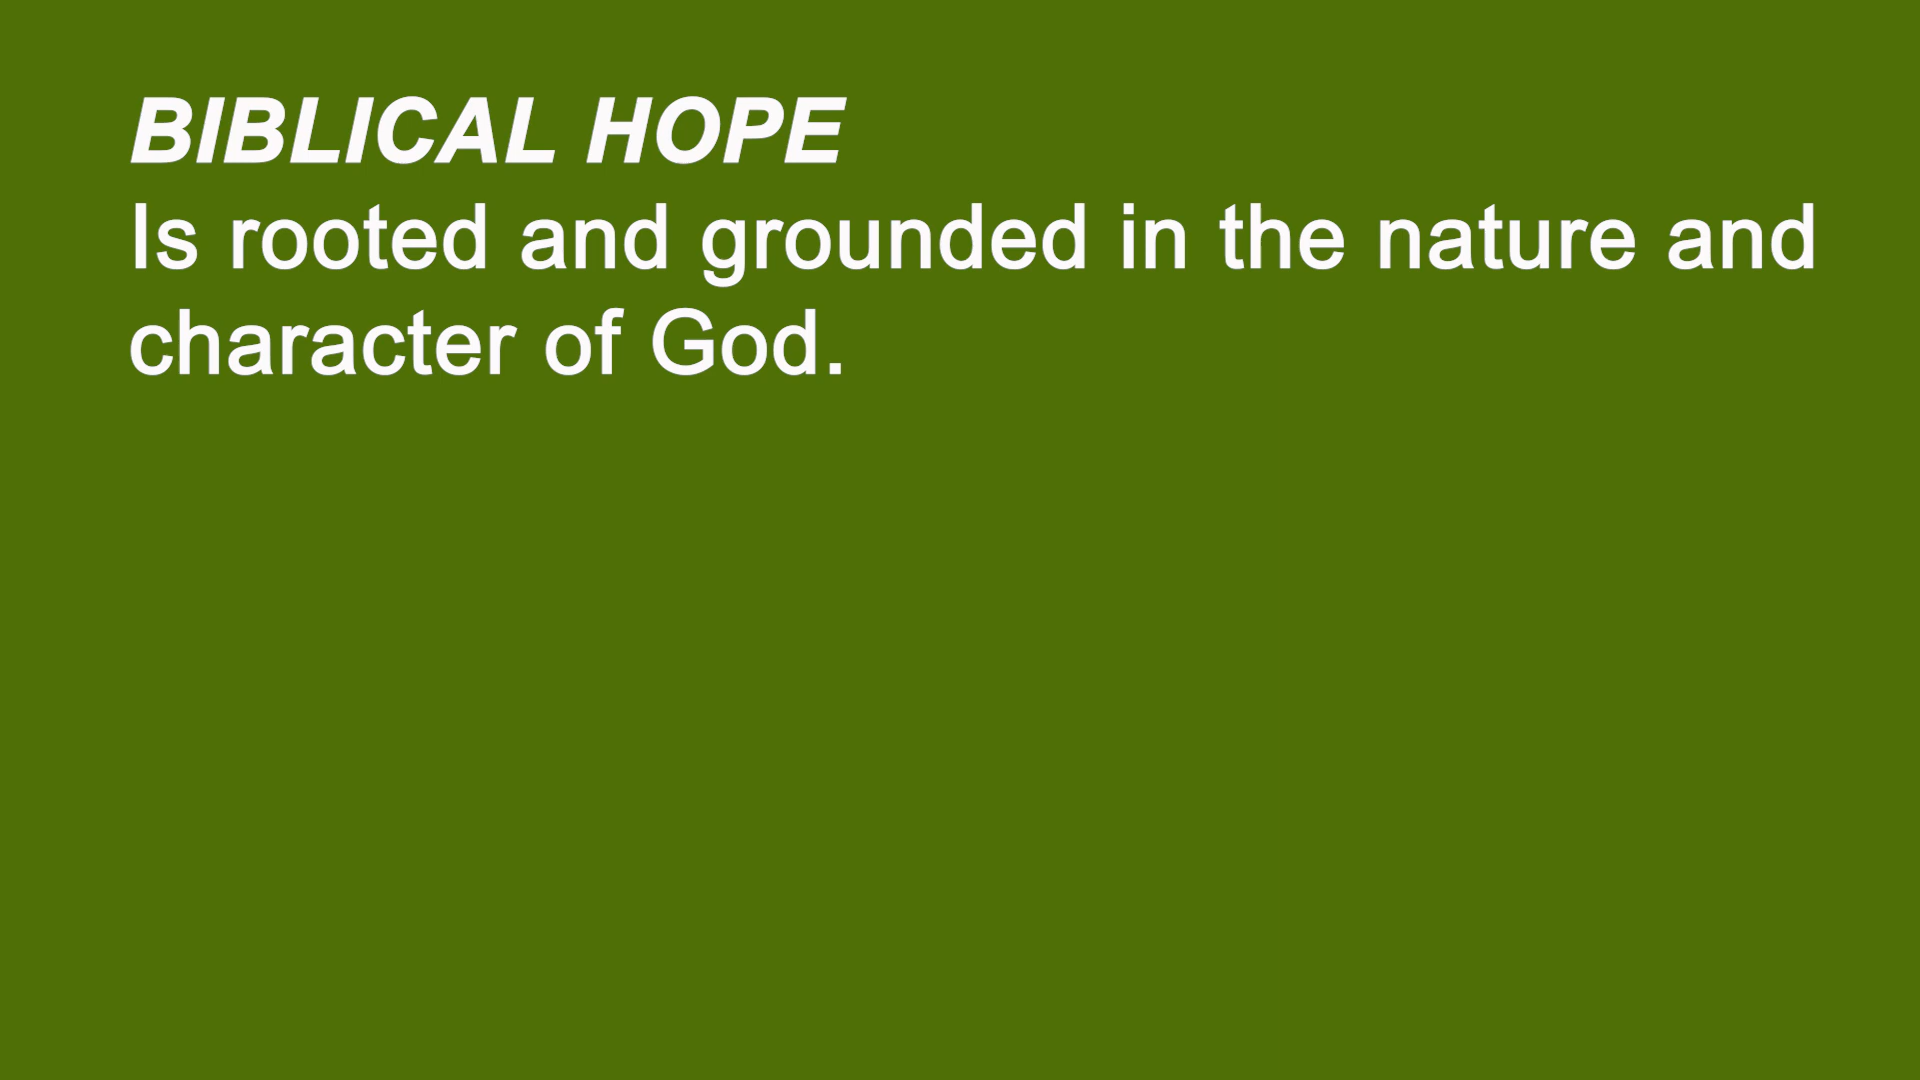 BIBLICAL HOPE
Is rooted and grounded in the nature and
character of God.